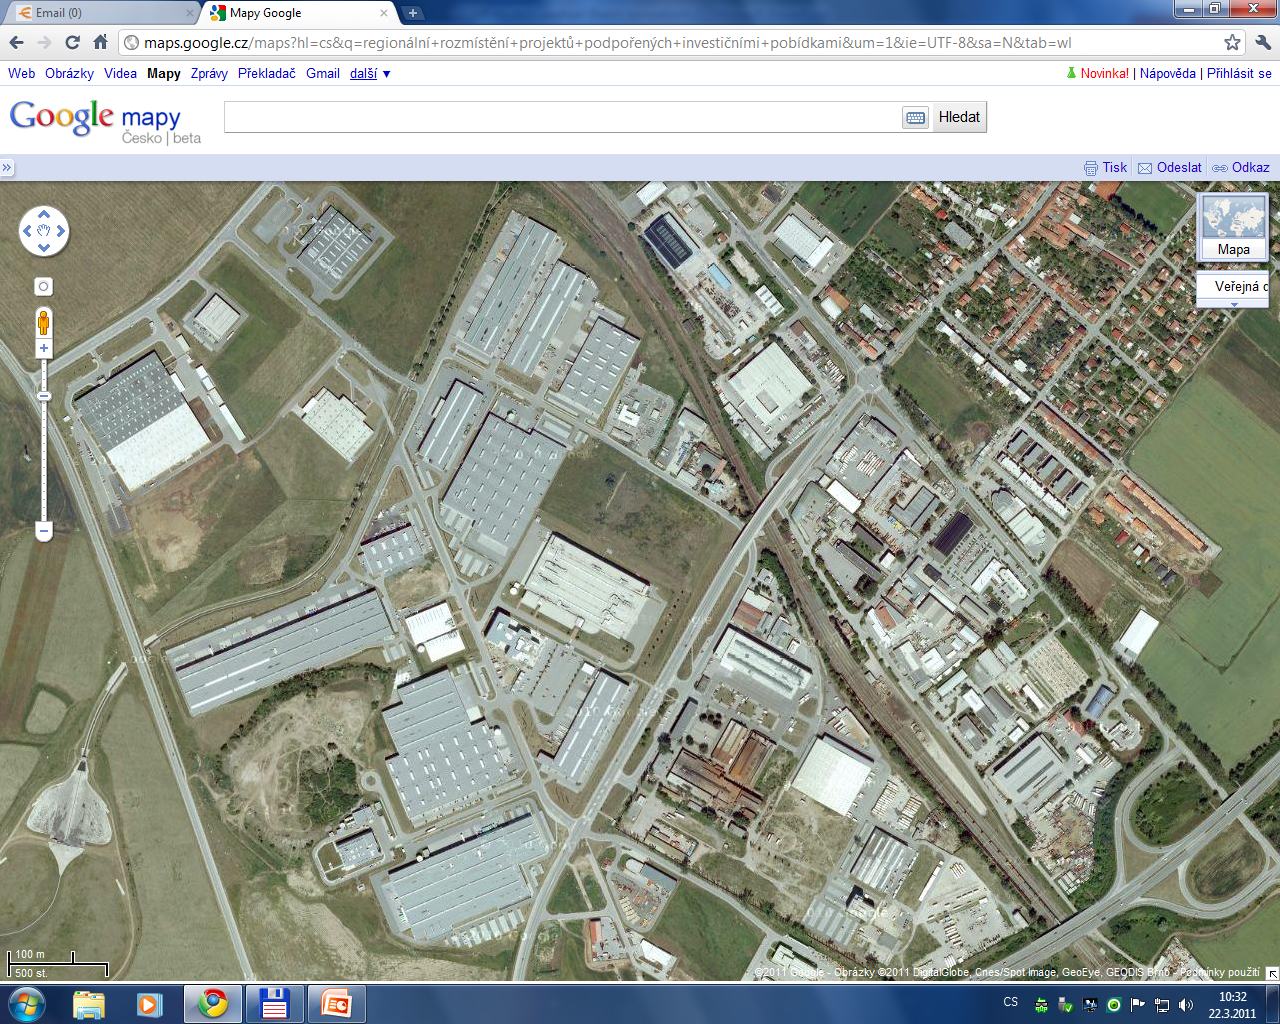 Email (0)
Mapy Google
maps.google.cz/maps?hl=cs&q=regionální+rozmístění+projektů+podpořených+investičními+pobídkami&um=1&ie=UTF-8&sa=N&tab=wl
Web Obrázky Videa Mapy Zprávy Překladač Gmail další ▼
Novinka! | Nápověda | Přihlásit se
Google mapy
Česko | beta
Hledat
Tisk Odeslat Odkaz
Mapa
Veřejná d
100 m
500 st.
©2011 Google - Obrázky ©2011 DigitalGlobe, Cnes/Spot Image, GeoEye, GEODIS Brno - Podmínky použití
CS
10:32
22.3.2011